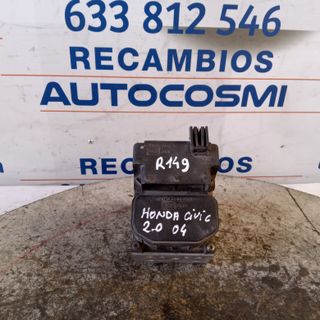 633 812 546
RECAMBIOS
AUTOCOSMI
R149
HONDA CIVIC
2.0 04